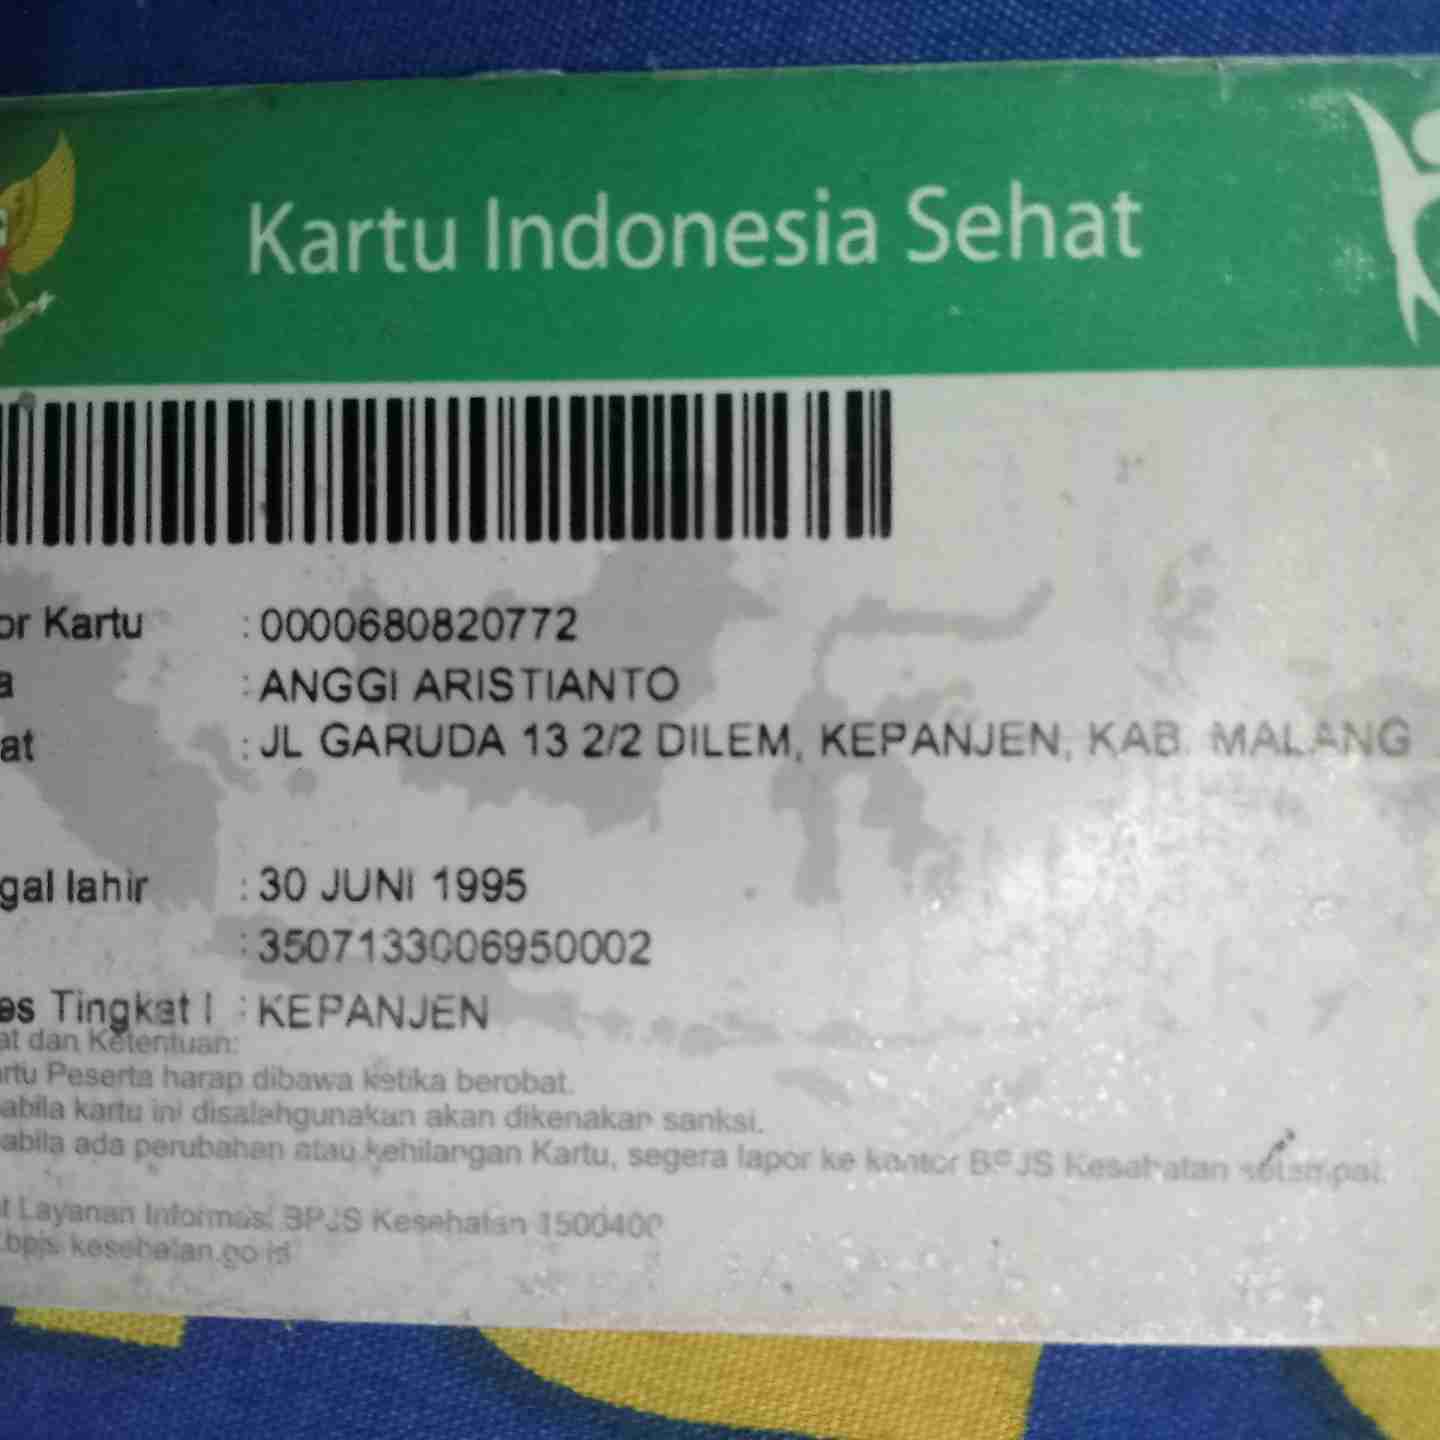 Kartu Indonesia Sehat
or Kartu : 0000680820772
a : ANGGI ARISTIANTO
at : JL GARUDA 13 2/2 DILEM, KEPANJEN, KAB. MALANG
gal lahir : 30 JUNI 1995
: 3507133006950002
es Tingkat I : KEPANJEN
at dan Ketentuan:
artu Peserta harap dibawa ketika berobat.
abila kartu ini disalahgunakan akan dikenakan sanksi.
abila ada perubahan atau kehilangan Kartu, segera lapor ke kantor BPJS Kesehatan setempat.
t Layanan Informasi BPJS Kesehatan 1500400
.bpjs-kesehatan.go.id